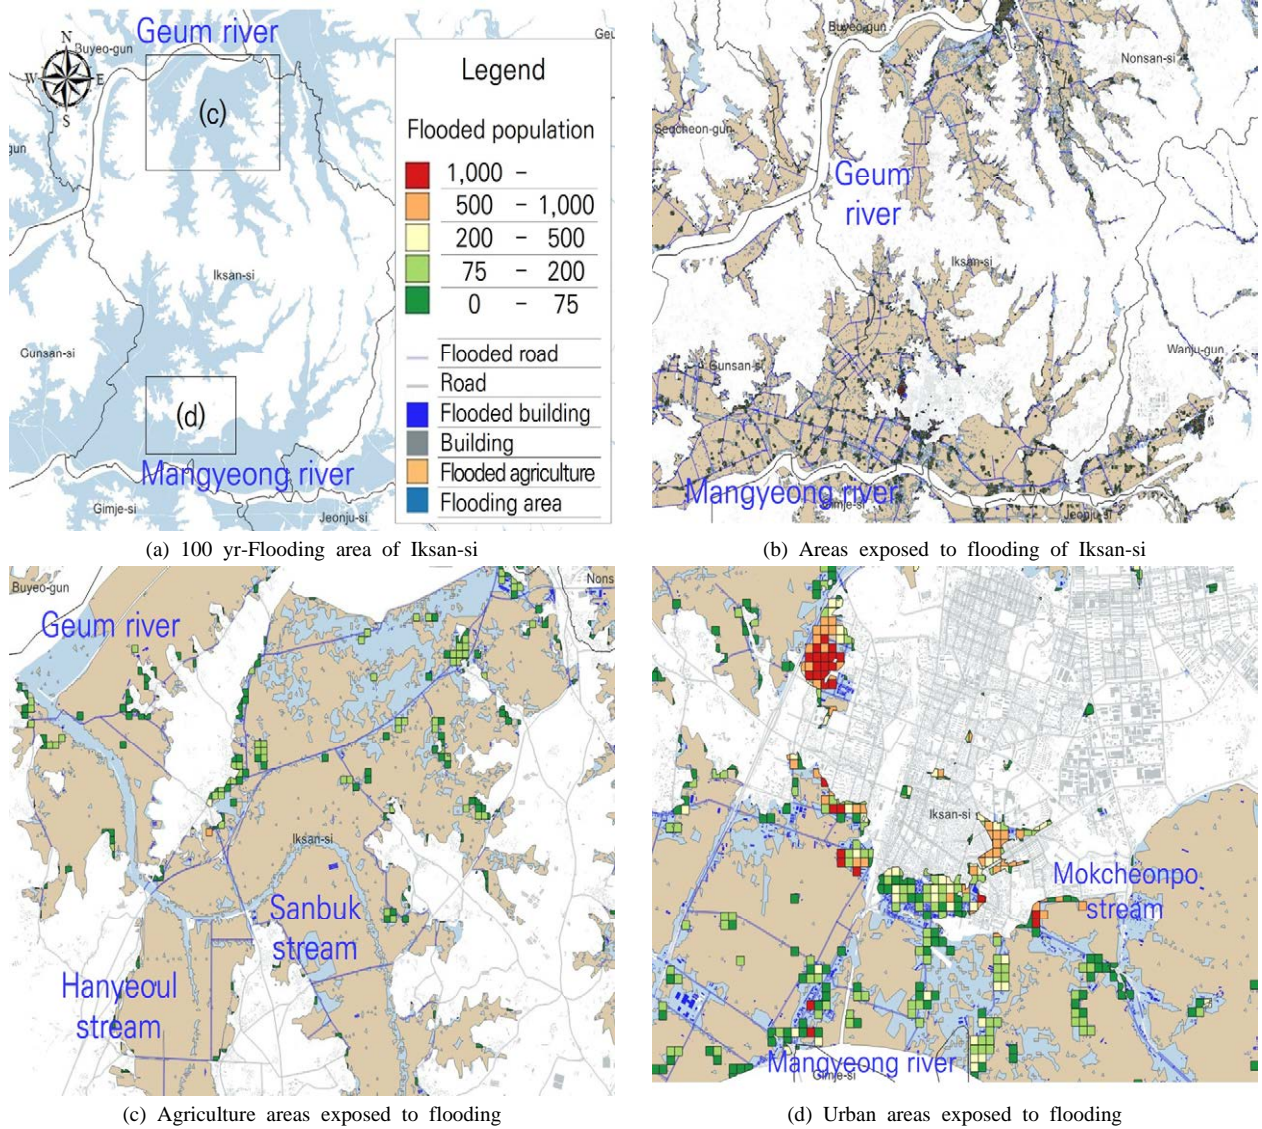 Geum river
Buyeo-gun
N
W
E
S
gun
(c)
Iksan-si
Gunsan-si
(d)
Mangyeong river
Gimje-si
Jeonju-si
Legend
Flooded population
1,000 –
500 – 1,000
200 – 500
75 – 200
0 – 75
Flooded road
Road
Flooded building
Building
Flooded agriculture
Flooding area
(a) 100 yr-Flooding area of Iksan-si
Buyeo-gun
Nonsan-si
Seocheon-gun
Geum
river
Iksan-si
Gunsan-si
Wanju-gun
Mangyeong river
Gimje-si
Jeonju-si
(b) Areas exposed to flooding of Iksan-si
Buyeo-gun
Nons
Geum river
Iksan-si
Sanbuk
stream
Hanyeoul
stream
(c) Agriculture areas exposed to flooding
Iksan-si
Mokcheonpo
stream
Mangyeong river
Gimje-si
(d) Urban areas exposed to flooding